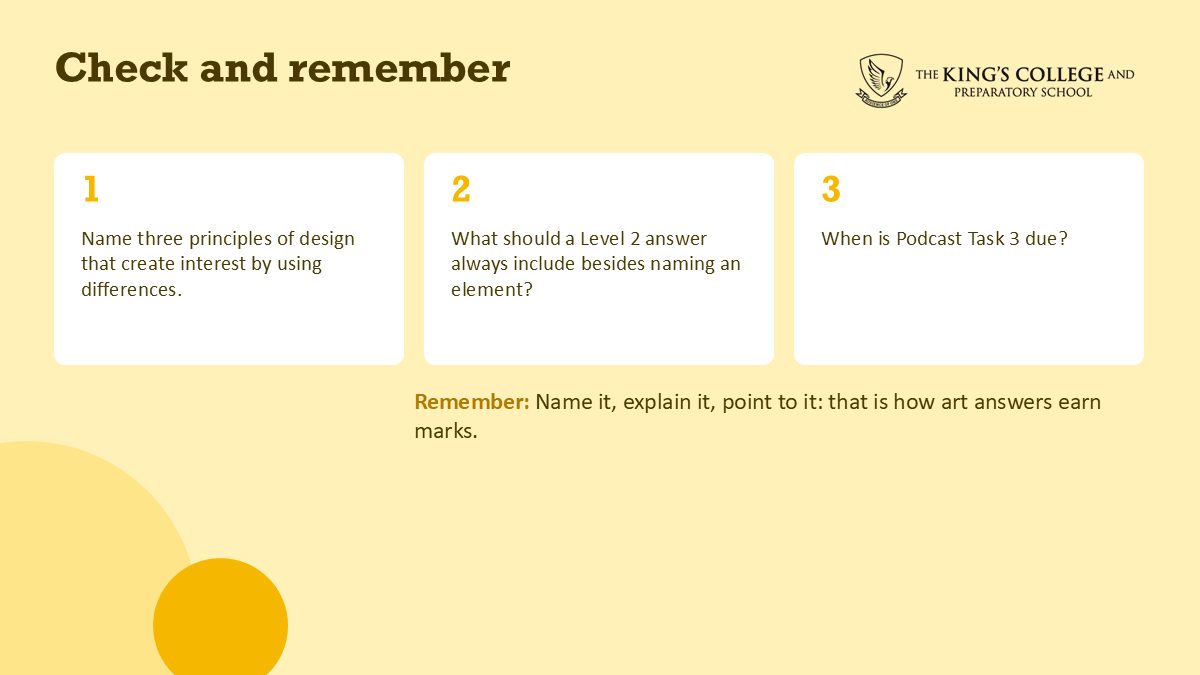 Check and remember
THE KING'S COLLEGE AND
PREPARATORY SCHOOL
1
Name three principles of design
that create interest by using
differences.
2
What should a Level 2 answer
always include besides naming an
element?
3
When is Podcast Task 3 due?
Remember: Name it, explain it, point to it: that is how art answers earn
marks.